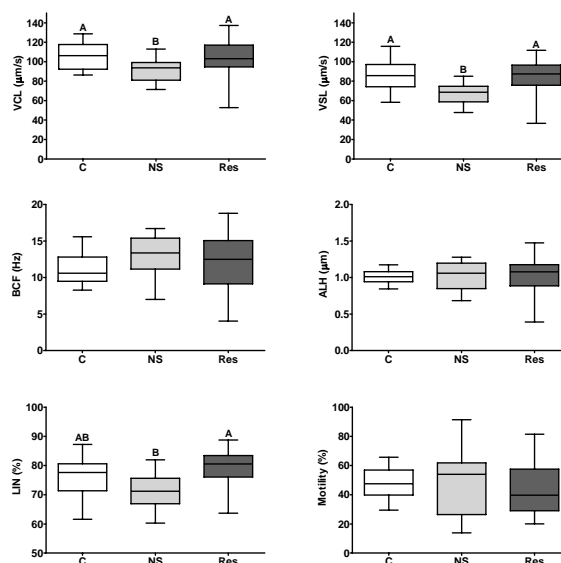 VCL (µm/s)
140
120
100
80
60
40
20
0
A
B
A
C
NS
Res
VSL (µm/s)
140
120
100
80
60
40
20
0
A
B
A
C
NS
Res
BCF (Hz)
20
15
10
5
0
C
NS
Res
ALH (µm)
2.0
1.5
1.0
0.5
0.0
C
NS
Res
LIN (%)
100
90
80
70
60
50
AB
B
A
C
NS
Res
Motility (%)
100
80
60
40
20
0
C
NS
Res